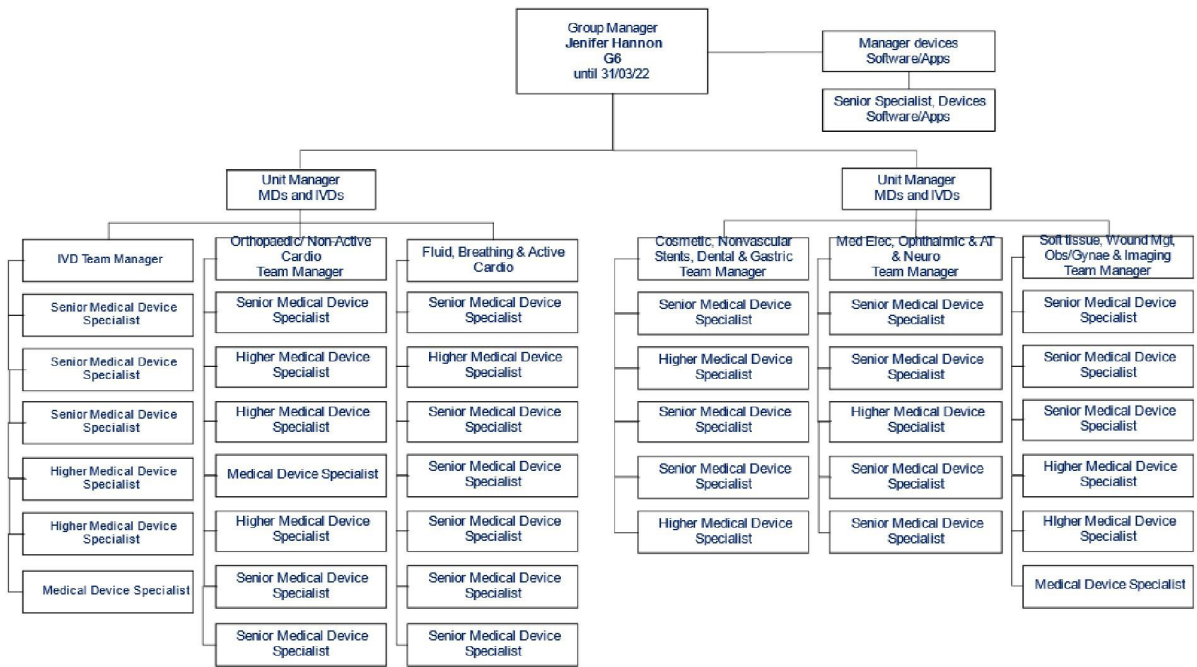 Group Manager
Jenifer Hannon
G6
until 31/03/22
Manager devices
Software/Apps
Senior Specialist, Devices
Software/Apps
Unit Manager
MDs and IVDs
Unit Manager
MDs and IVDs
IVD Team Manager
Senior Medical Device
Specialist
Senior Medical Device
Specialist
Senior Medical Device
Specialist
Higher Medical Device
Specialist
Higher Medical Device
Specialist
Medical Device Specialist
Orthopaedic/ Non-Active
Cardio
Team Manager
Senior Medical Device
Specialist
Higher Medical Device
Specialist
Higher Medical Device
Specialist
Medical Device Specialist
Higher Medical Device
Specialist
Senior Medical Device
Specialist
Senior Medical Device
Specialist
Fluid, Breathing & Active
Cardio
Senior Medical Device
Specialist
Higher Medical Device
Specialist
Senior Medical Device
Specialist
Senior Medical Device
Specialist
Senior Medical Device
Specialist
Senior Medical Device
Specialist
Senior Medical Device
Specialist
Cosmetic, Nonvascular
Stents, Dental & Gastric
Team Manager
Senior Medical Device
Specialist
Higher Medical Device
Specialist
Senior Medical Device
Specialist
Senior Medical Device
Specialist
Higher Medical Device
Specialist
Med Elec, Ophthalmic & AT
& Neuro
Team Manager
Senior Medical Device
Specialist
Senior Medical Device
Specialist
Higher Medical Device
Specialist
Senior Medical Device
Specialist
Senior Medical Device
Specialist
Soft tissue, Wound Mgt,
Obs/Gynae & Imaging
Team Manager
Senior Medical Device
Specialist
Senior Medical Device
Specialist
Senior Medical Device
Specialist
Higher Medical Device
Specialist
HIgher Medical Device
Specialist
Medical Device Specialist